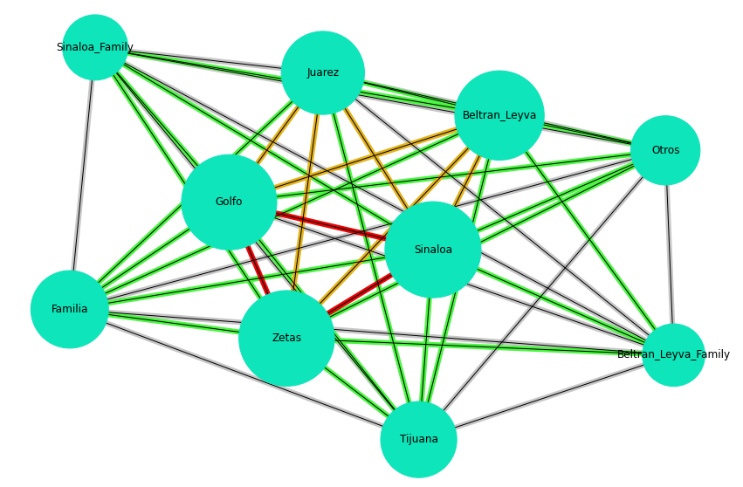 Sinaloa_Family
Juarez
Beltran_Leyva
Otros
Golfo
Sinaloa
Familia
Zetas
Beltran_Leyva_Family
Tijuana